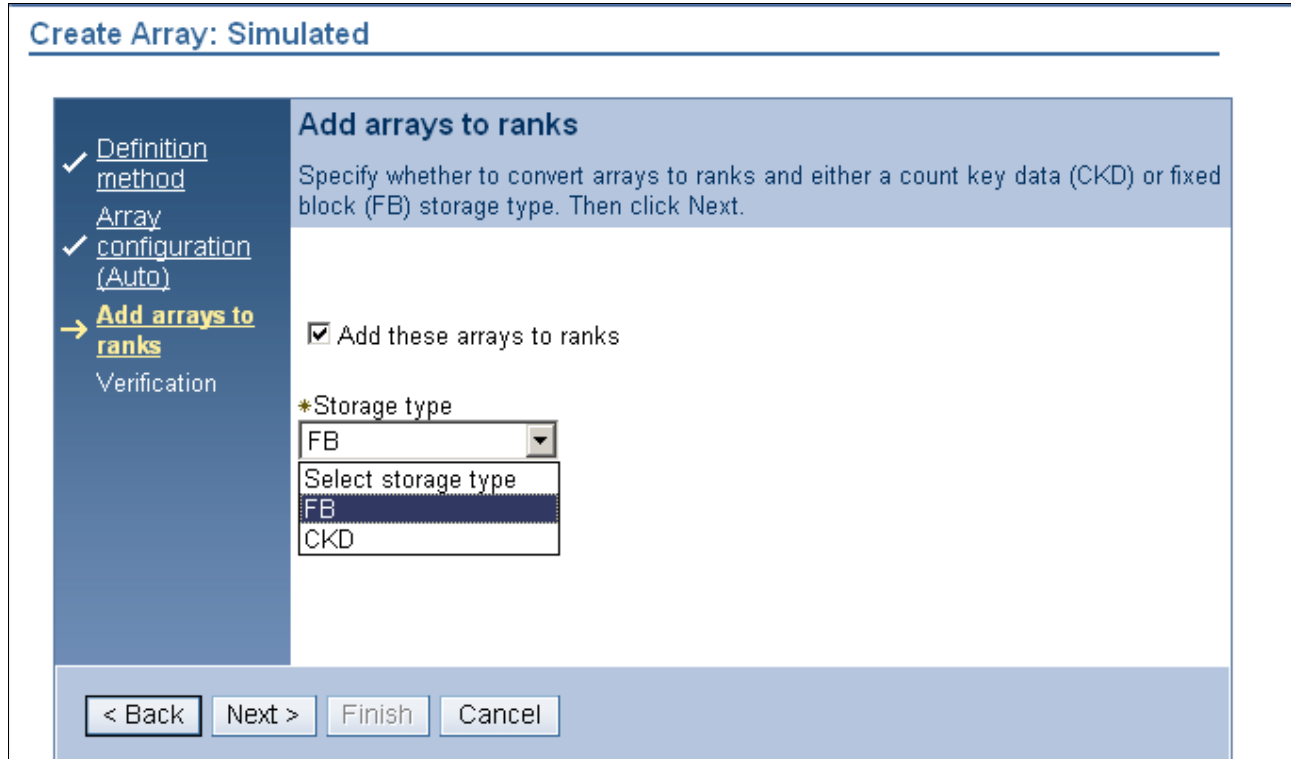 Create Array: Simulated
Definition
method
Array
configuration
(Auto)
Add arrays to
ranks
Verification
Add arrays to ranks
Specify whether to convert arrays to ranks and either a count key data (CKD) or fixed
block (FB) storage type. Then click Next.
Add these arrays to ranks
*Storage type
FB
Select storage type
FB
CKD
< Back
Next >
Finish
Cancel